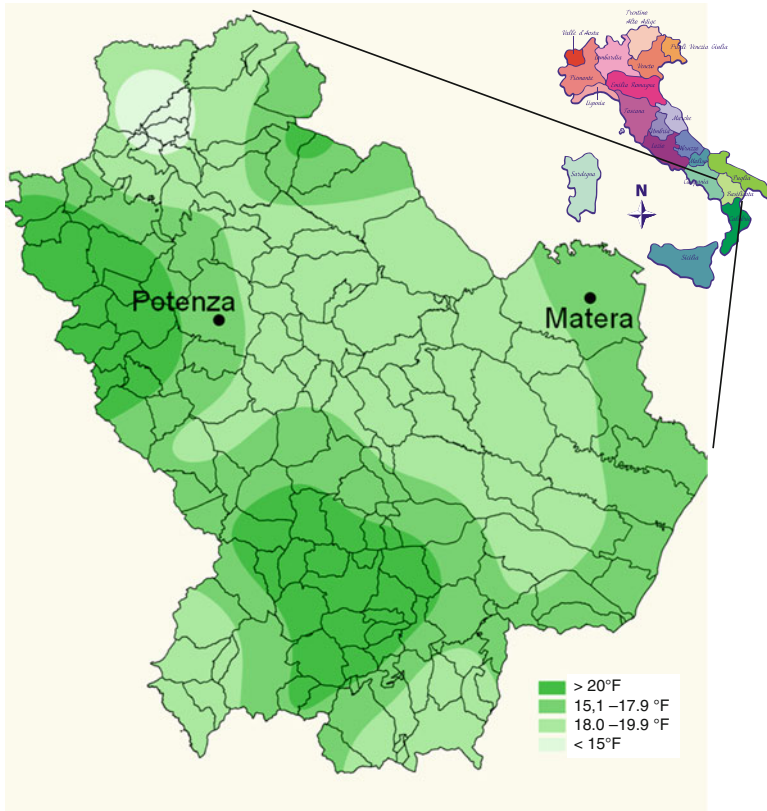 Trentino
Alto Adige
Valle d'Aosta
Friuli Venezia Giulia
Lombardia
Veneto
Piemonte
Emilia Romagna
Liguria
Toscana
Marche
Umbria
Lazio
Abruzzo
Molise
Sardegna
Puglia
Campania
Basilicata
N
Calabria
Sicilia
Potenza
Matera
> 20°F
15,1 –17.9 °F
18.0 –19.9 °F
< 15°F